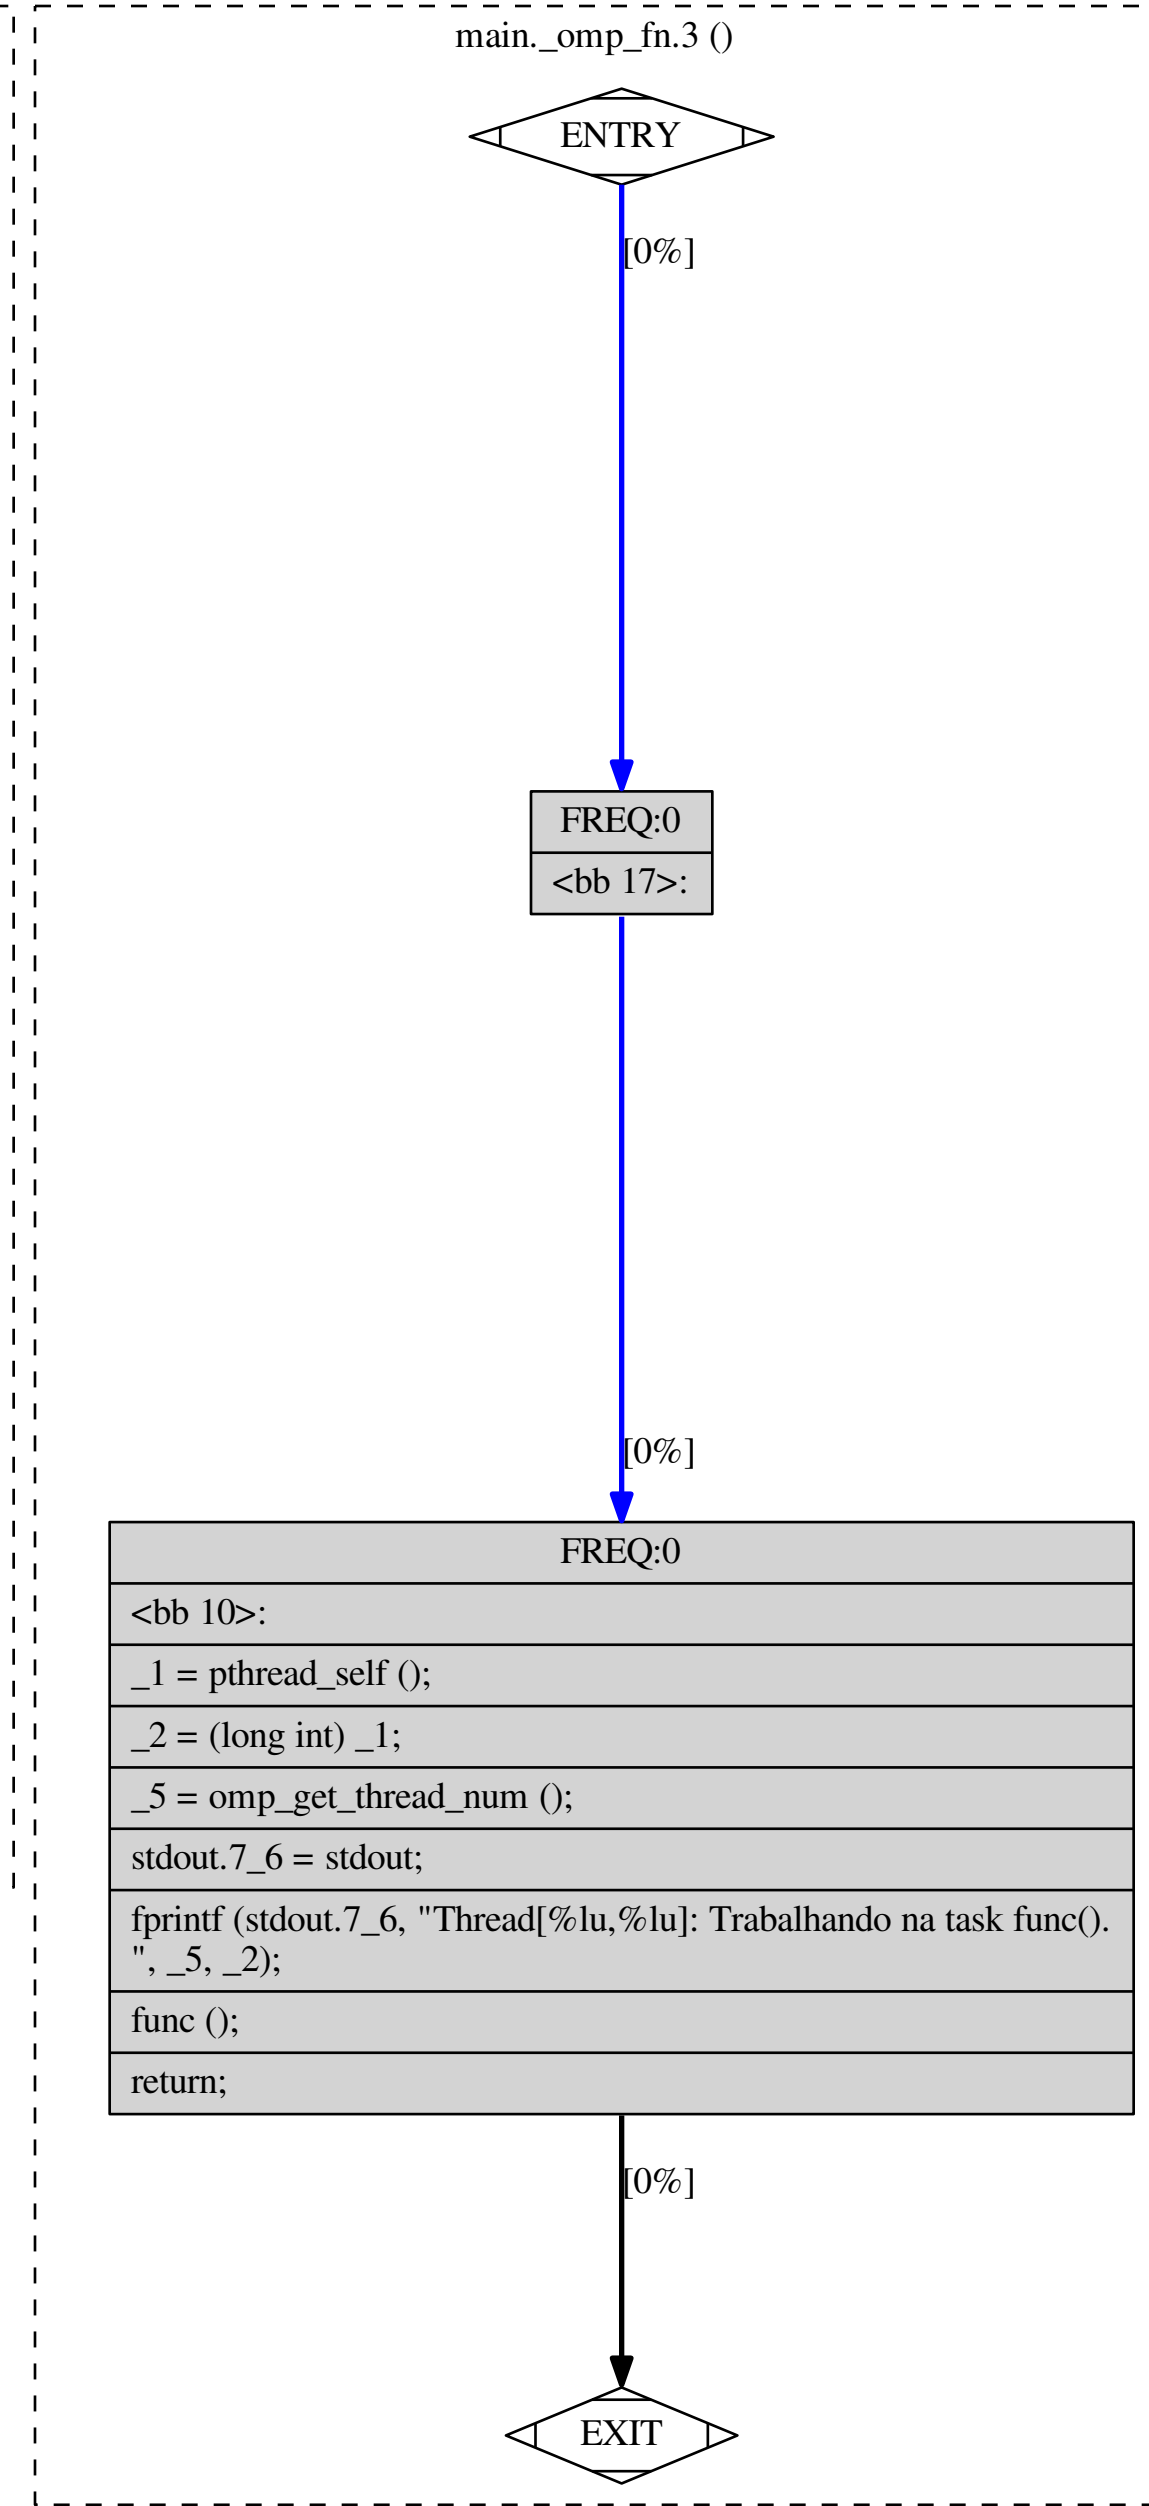 main._omp_fn.3 ()
ENTRY
[0%]
FREQ:0
<bb 17>:
[0%]
FREQ:0
<bb 10>:
_1 = pthread_self ();
_2 = (long int) _1;
_5 = omp_get_thread_num ();
stdout.7_6 = stdout;
fprintf (stdout.7_6, "Thread[%lu,%lu]: Trabalhando na task func().
", _5, _2);
func ();
return;
[0%]
EXIT